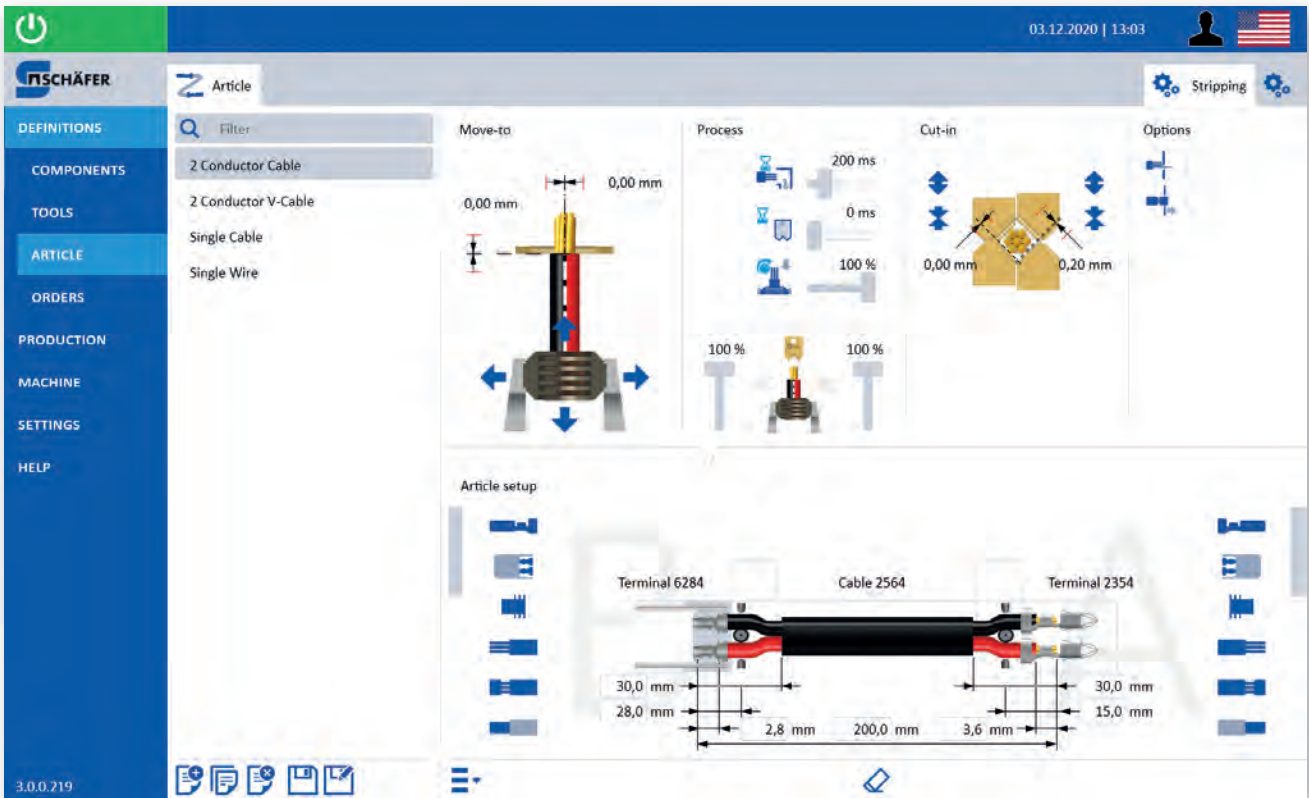 03.12.2020 | 13:03
SCHÄFER
Article
Stripping
DEFINITIONS
COMPONENTS
TOOLS
ARTICLE
ORDERS
PRODUCTION
MACHINE
SETTINGS
HELP
3.0.0.219
Filter
2 Conductor Cable
2 Conductor V-Cable
Single Cable
Single Wire
Move-to
0,00 mm
0,00 mm
Process
200 ms
0 ms
100 %
100 %
100 %
Cut-in
0,00 mm
0,20 mm
Options
Article setup
Terminal 6284
Cable 2564
Terminal 2354
30,0 mm
30,0 mm
28,0 mm
15,0 mm
2,8 mm
200,0 mm
3,6 mm